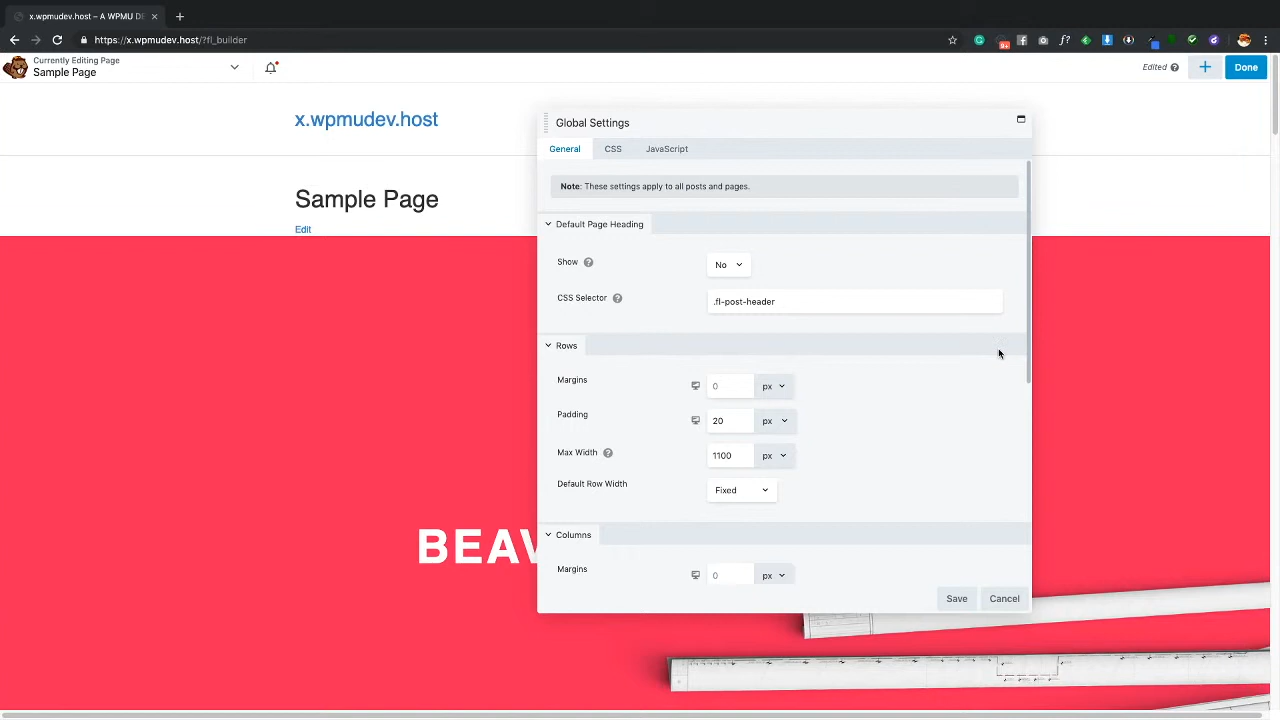 x.wpmudev.host – A WPMU DE
https://x.wpmudev.host/?fl_builder
Currently Editing Page
Sample Page
Edited
Done
x.wpmudev.host
Sample Page
Edit
Global Settings
General CSS JavaScript
Note: These settings apply to all posts and pages.
Default Page Heading
Show No
CSS Selector .fl-post-header
Rows
Margins 0 px
Padding 20 px
Max Width 1100 px
Default Row Width Fixed
Columns
Margins 0 px
Save Cancel
BEAV